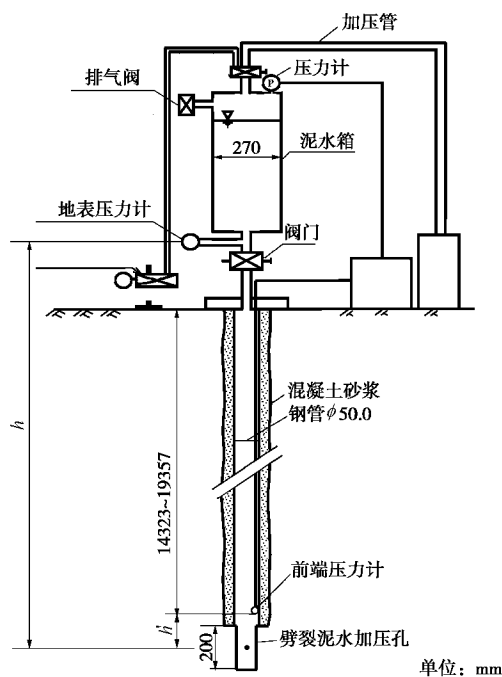 加压管
压力计
P
排气阀
270
泥水箱
地表压力计
阀门
混凝土砂浆
钢管ϕ50.0
h
14323~19357
前端压力计
h'
200
劈裂泥水加压孔
单位：mm